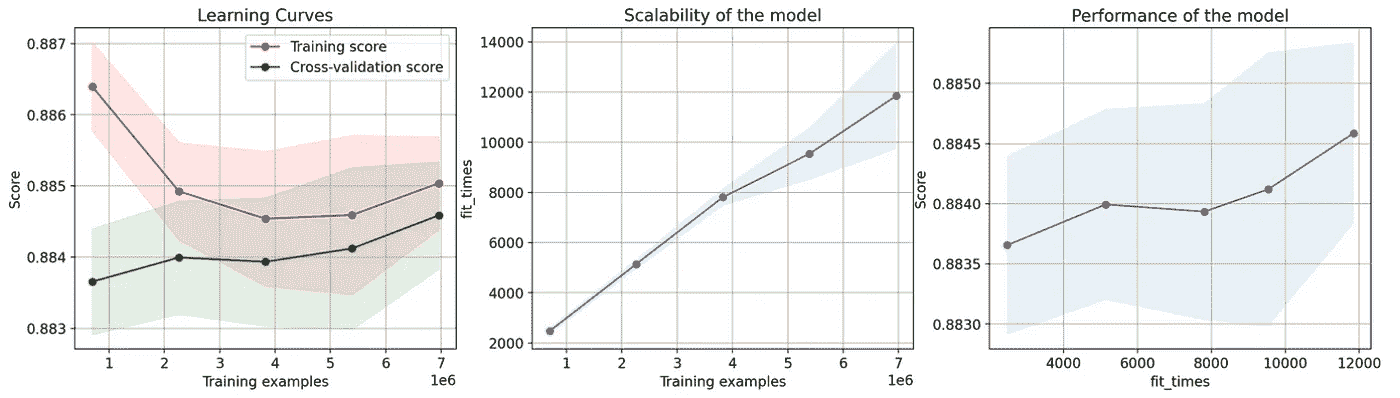 Learning Curves
Score
0.887
0.886
0.885
0.884
0.883
Training score
Cross-validation score
1 2 3 4 5 6 7
Training examples 1e6
Scalability of the model
fit_times
14000
12000
10000
8000
6000
4000
2000
1 2 3 4 5 6 7
Training examples 1e6
Performance of the model
Score
0.8850
0.8845
0.8840
0.8835
0.8830
4000 6000 8000 10000 12000
fit_times